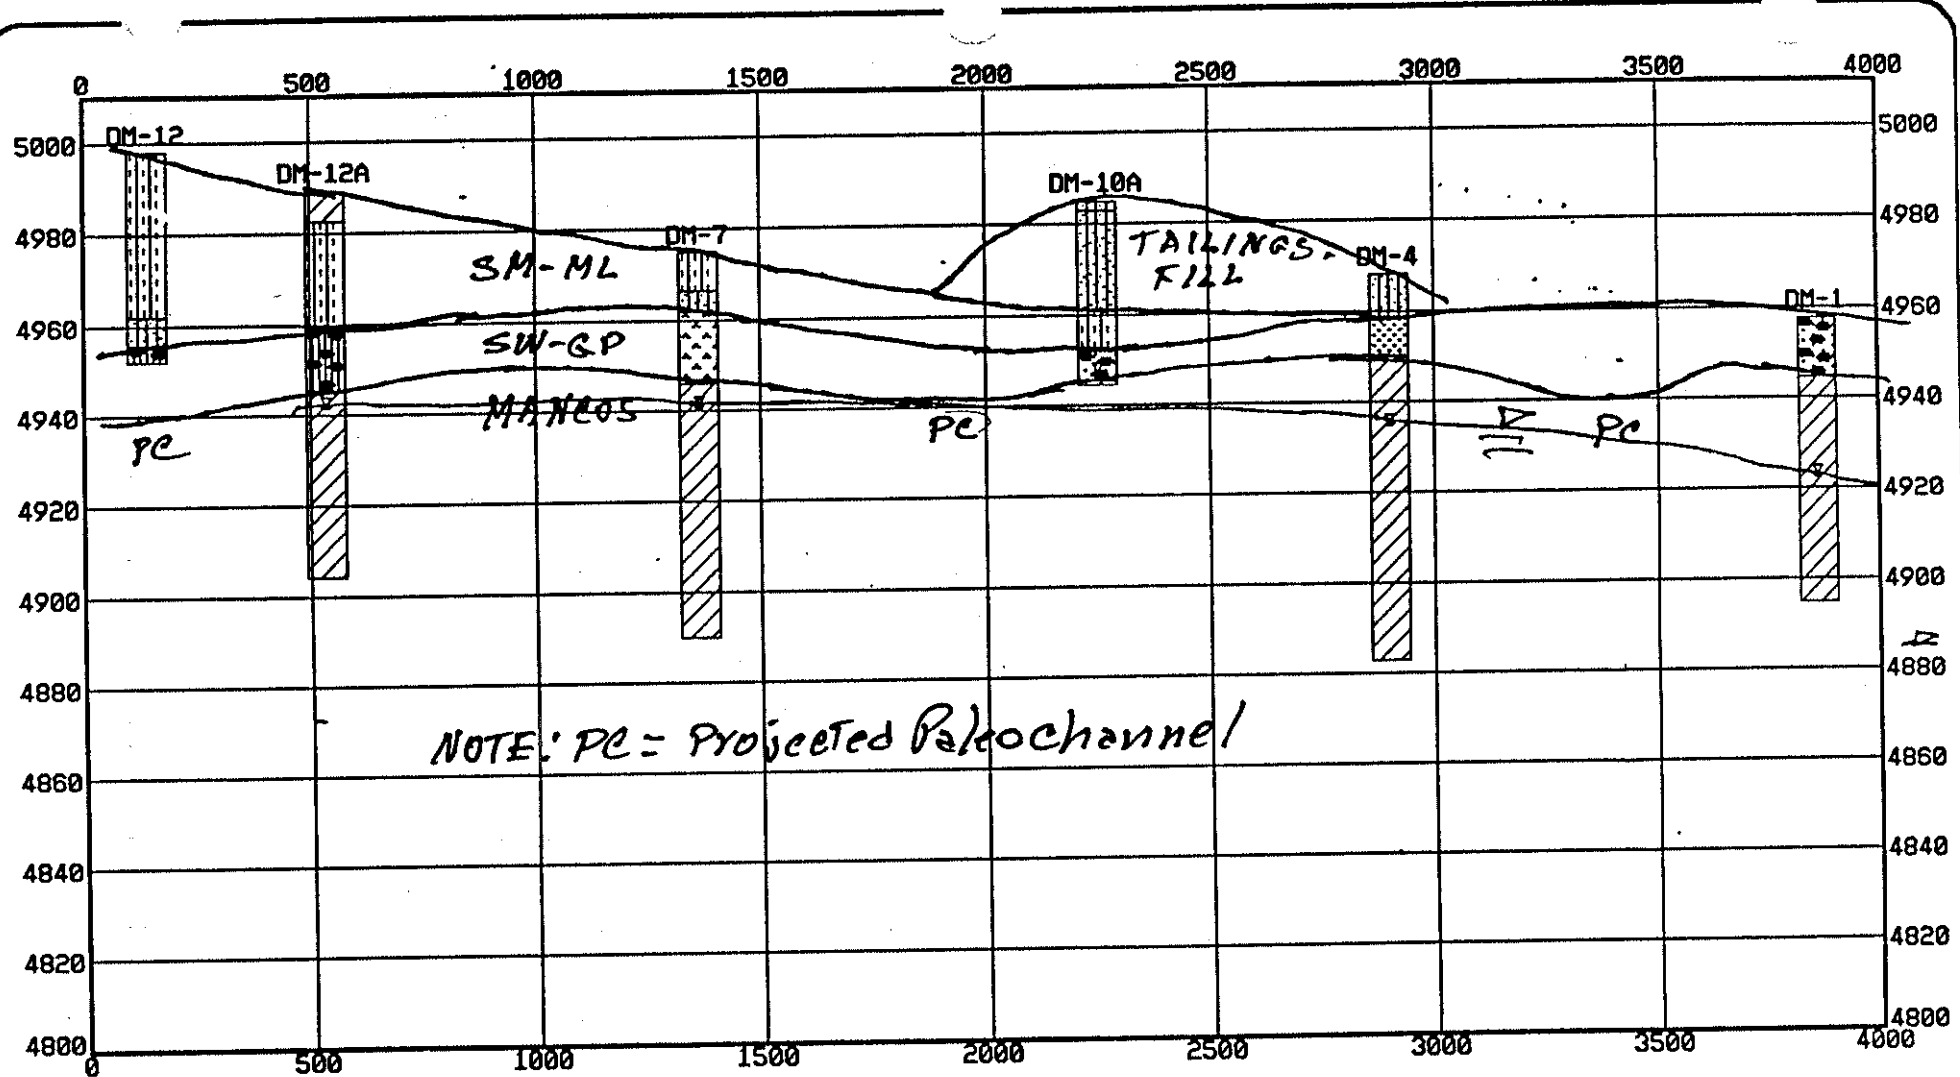 0 500 1000 1500 2000 2500 3000 3500 4000
DM-12
5000 5000
DM-12A
DM-10A
4980 4980
DM-7
TAILINGS.
SM-ML
FILL
DM-4
DM-1
4960 4960
SW-GP
MANCOS
4940 4940
PC PC PC
4920 4920
4900 4900
4880 4880
NOTE: PC = Projected Paleochannel
4860 4860
4840 4840
4820 4820
4800 4800
0 500 1000 1500 2000 2500 3000 3500 4000